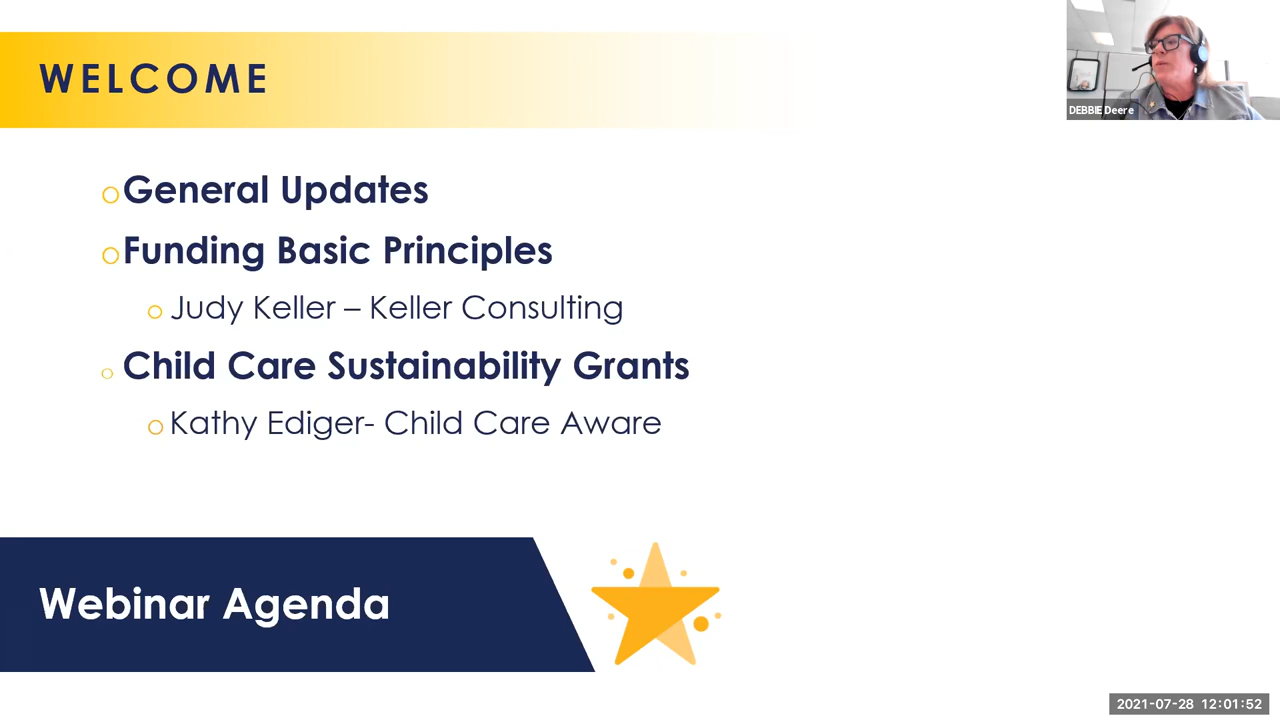 WELCOME
DEBBIE Deere
General Updates
Funding Basic Principles
Judy Keller – Keller Consulting
Child Care Sustainability Grants
Kathy Ediger- Child Care Aware
Webinar Agenda
2021-07-28 12:01:52